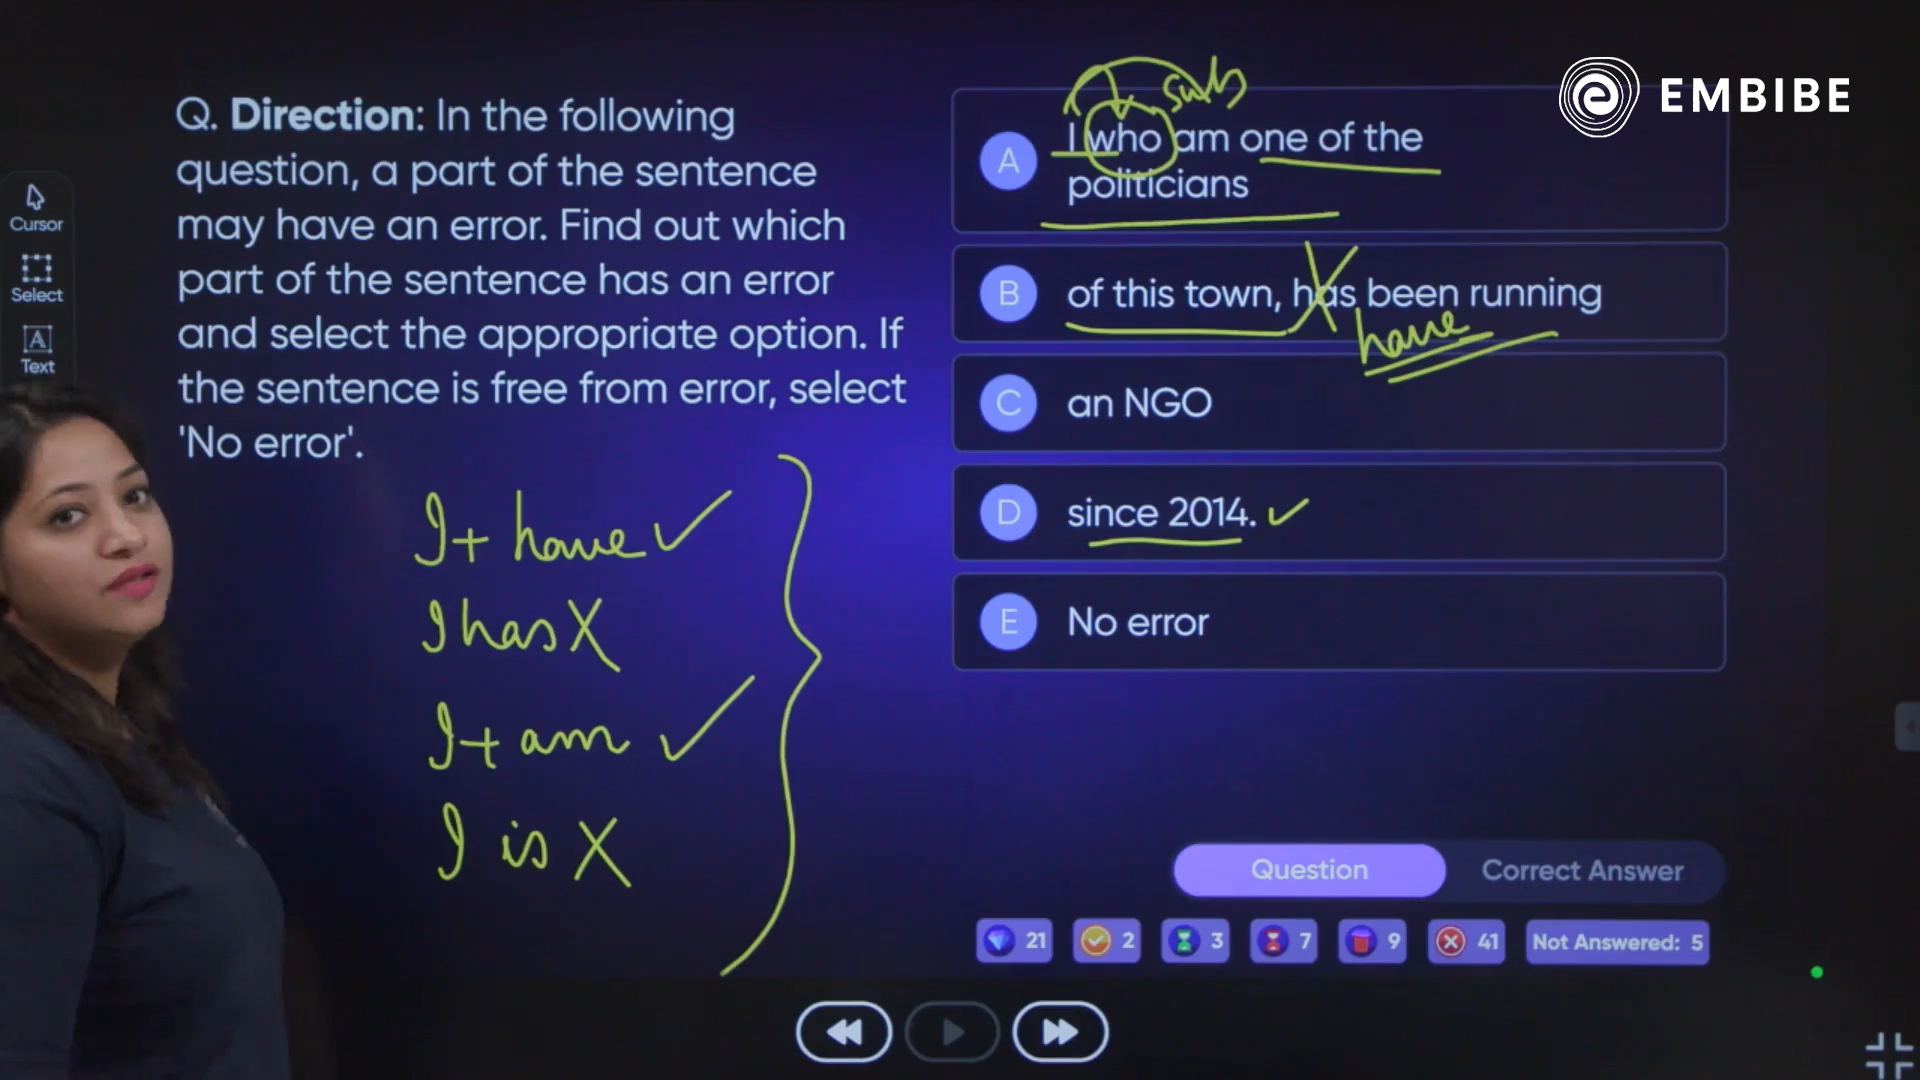 EMBIBE
Q. Direction: In the following
question, a part of the sentence
may have an error. Find out which
part of the sentence has an error
and select the appropriate option. If
the sentence is free from error, select
'No error'.
Cursor
Select
A
Text
I + have ✓
I has X
I + am ✓
I is X
sub
A
I who am one of the
politicians
B
of this town, has been running
have
C
an NGO
D
since 2014. ✓
E
No error
Question
Correct Answer
21
2
3
7
9
41
Not Answered: 5